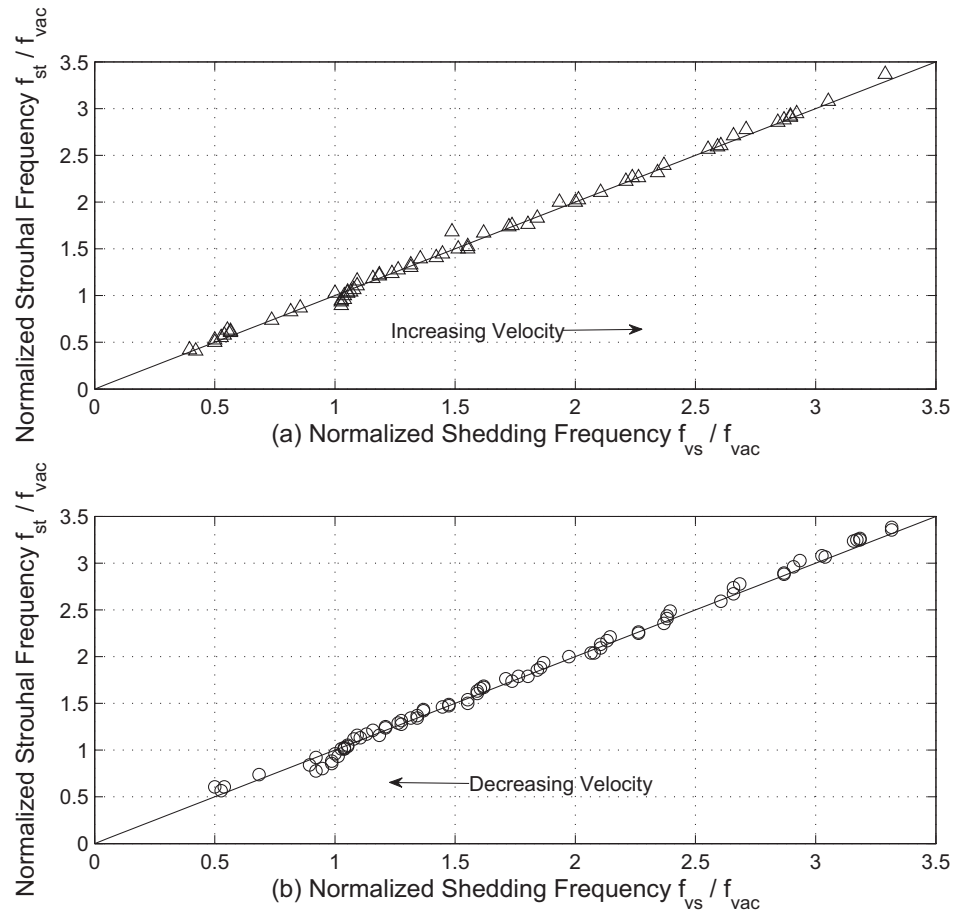 Normalized Strouhal Frequency f_st / f_vac
3.5
3
2.5
2
1.5
1
0.5
0
Increasing Velocity
0 0.5 1 1.5 2 2.5 3 3.5
(a) Normalized Shedding Frequency f_vs / f_vac
Normalized Strouhal Frequency f_st / f_vac
3.5
3
2.5
2
1.5
1
0.5
0
Decreasing Velocity
0 0.5 1 1.5 2 2.5 3 3.5
(b) Normalized Shedding Frequency f_vs / f_vac